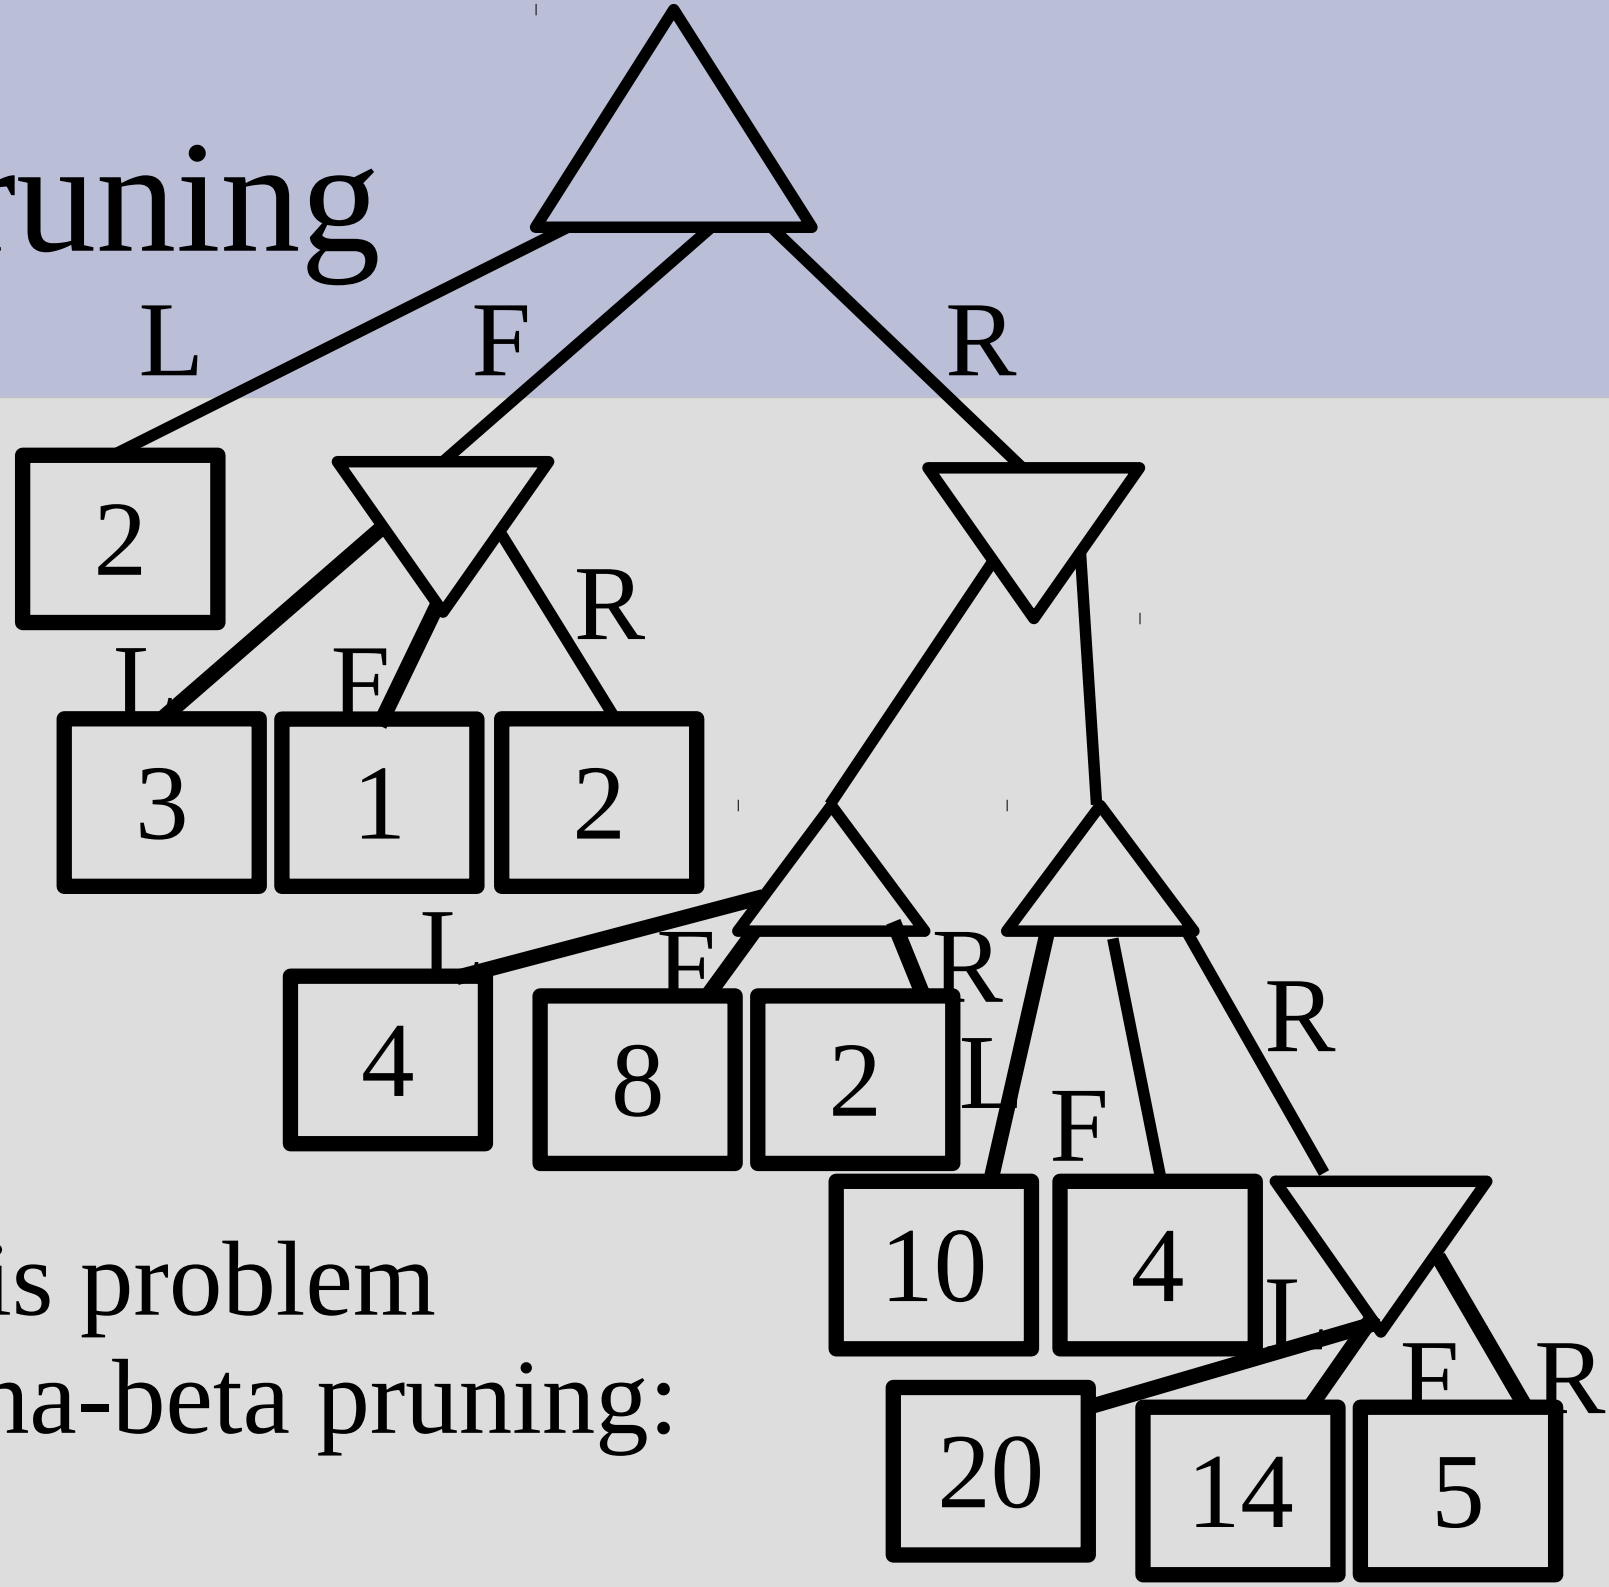 runing
L F R
2
R
L F
3 1 2
L F R
4 8 2
L F R
10 4
L F R
20 14 5
is problem
ha-beta pruning: